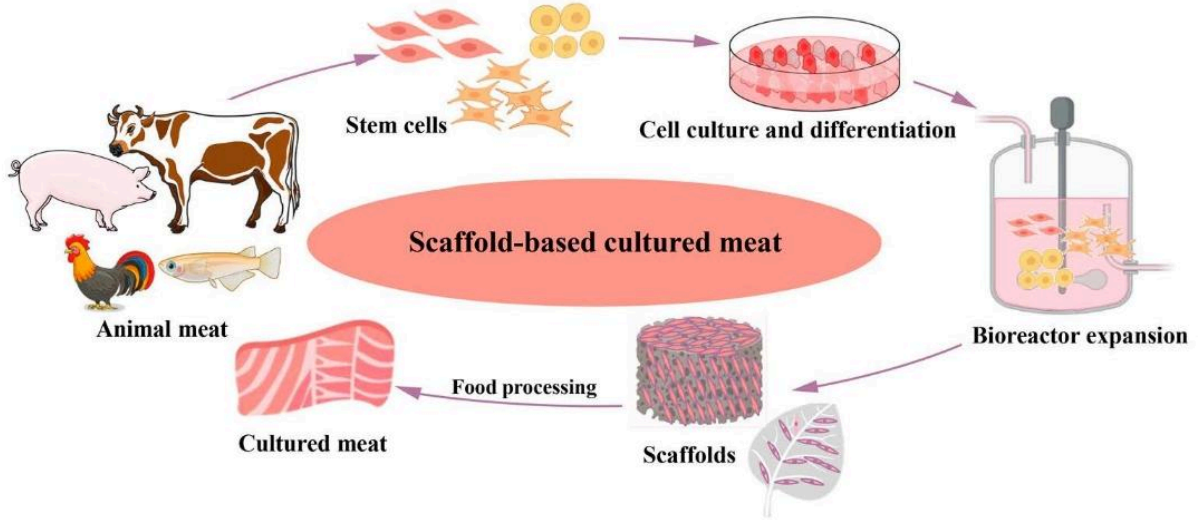 Stem cells
Cell culture and differentiation
Scaffold-based cultured meat
Animal meat
Bioreactor expansion
Food processing
Cultured meat
Scaffolds